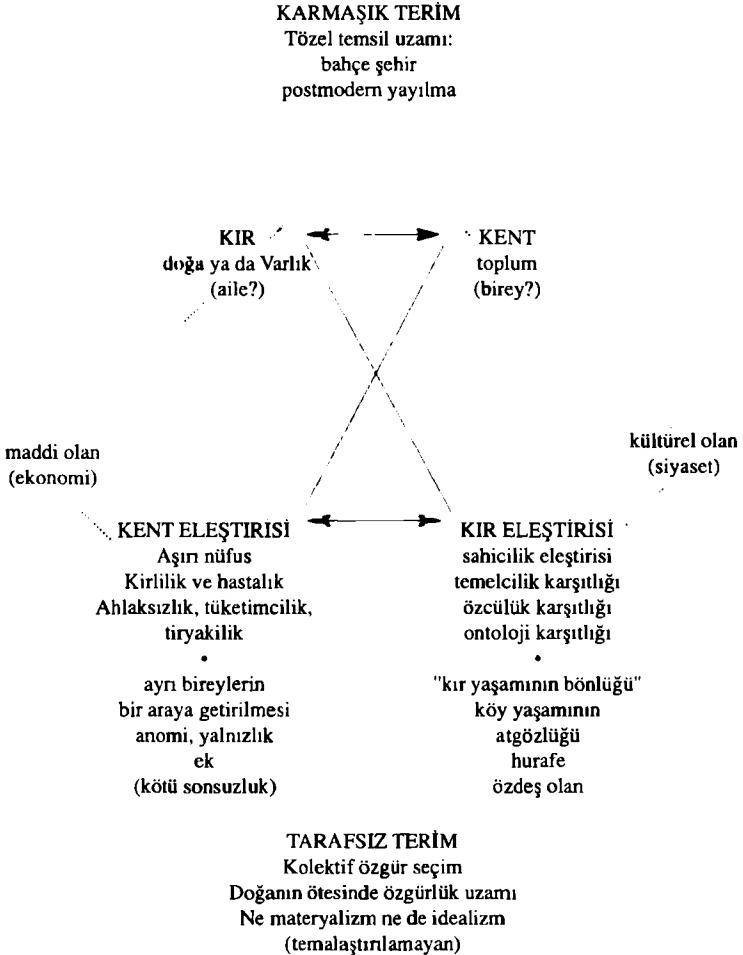 KARMAŞIK TERİM
Tözel temsil uzamı:
bahçe şehir
postmodern yayılma
KIR
doğa ya da Varlık
(aile?)
KENT
toplum
(birey?)
maddi olan
(ekonomi)
kültürel olan
(siyaset)
KENT ELEŞTIRISİ
Aşırı nüfus
Kirlilik ve hastalık
Ahlaksızlık, tüketimcilik,
tiryakilik
•
ayrı bireylerin
bir araya getirilmesi
anomi, yalnızlık
ek
(kötü sonsuzluk)
KIR ELEŞTİRİSİ
sahicilik eleştirisi
temelcilik karşıtlığı
özcülük karşıtlığı
ontoloji karşıtlığı
•
"kır yaşamının bönlüğü"
köy yaşamının
atgözlüğü
hurafe
özdeş olan
TARAFSIZ TERİM
Kolektif özgür seçim
Doğanın ötesinde özgürlük uzamı
Ne materyalizm ne de idealizm
(temalaştırılamayan)